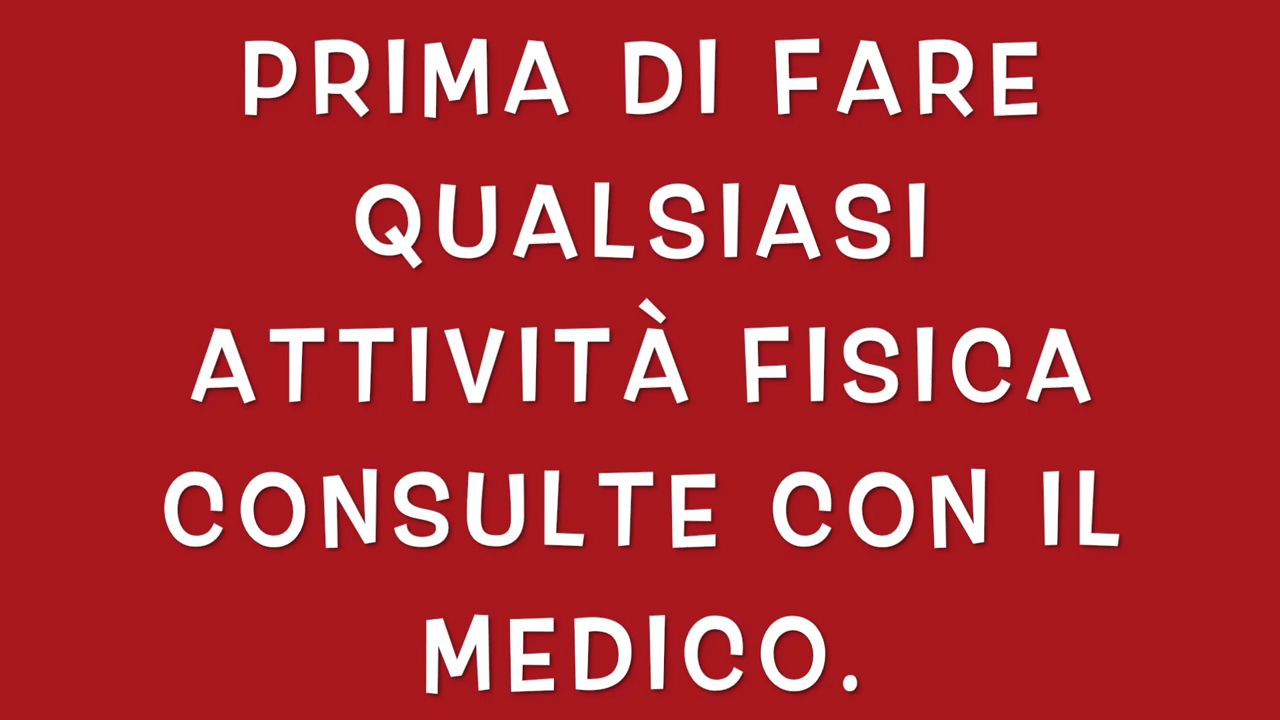 PRIMA DI FARE
QUALSIASI
ATTIVITÀ FISICA
CONSULTE CON IL
MEDICO.